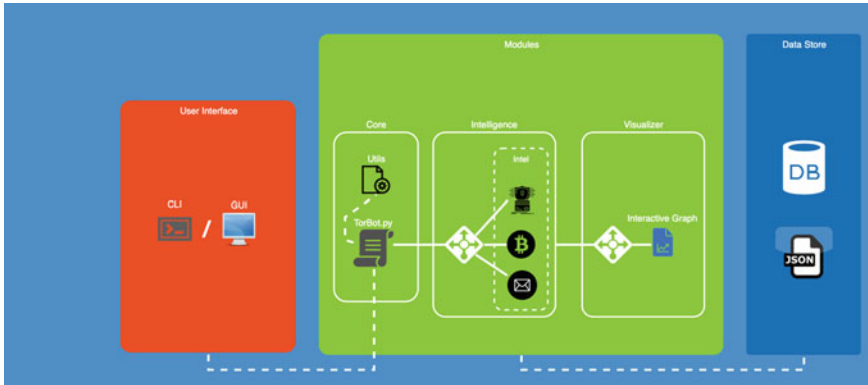 Modules
Data Store
User Interface
Core
Intelligence
Visualizer
Utils
Intel
CLI
/
GUI
TorBot.py
Interactive Graph
DB
JSON